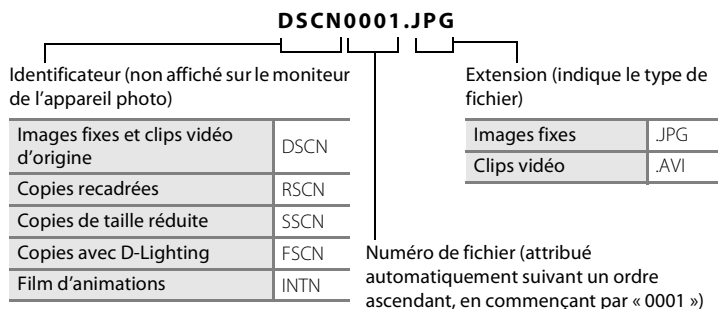 DSCN0001.JPG
Identificateur (non affiché sur le moniteur
de l'appareil photo)
Images fixes et clips vidéo
d'origine
DSCN
Copies recadrées
RSCN
Copies de taille réduite
SSCN
Copies avec D-Lighting
FSCN
Film d'animations
INTN
Extension (indique le type de
fichier)
Images fixes
.JPG
Clips vidéo
.AVI
Numéro de fichier (attribué
automatiquement suivant un ordre
ascendant, en commençant par « 0001 »)